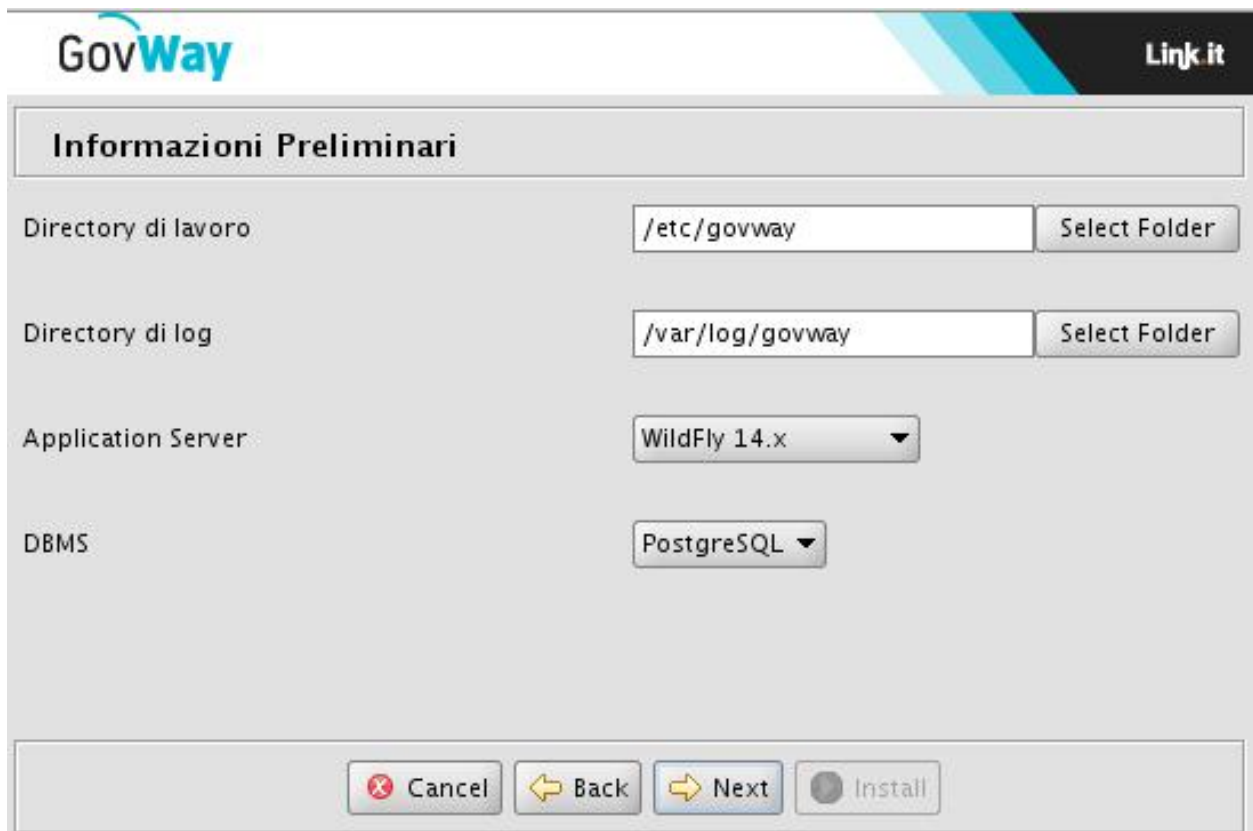 GovWay
Link.it
Informazioni Preliminari
Directory di lavoro
/etc/govway
Select Folder
Directory di log
/var/log/govway
Select Folder
Application Server
WildFly 14.x
DBMS
PostgreSQL
Cancel
Back
Next
Install